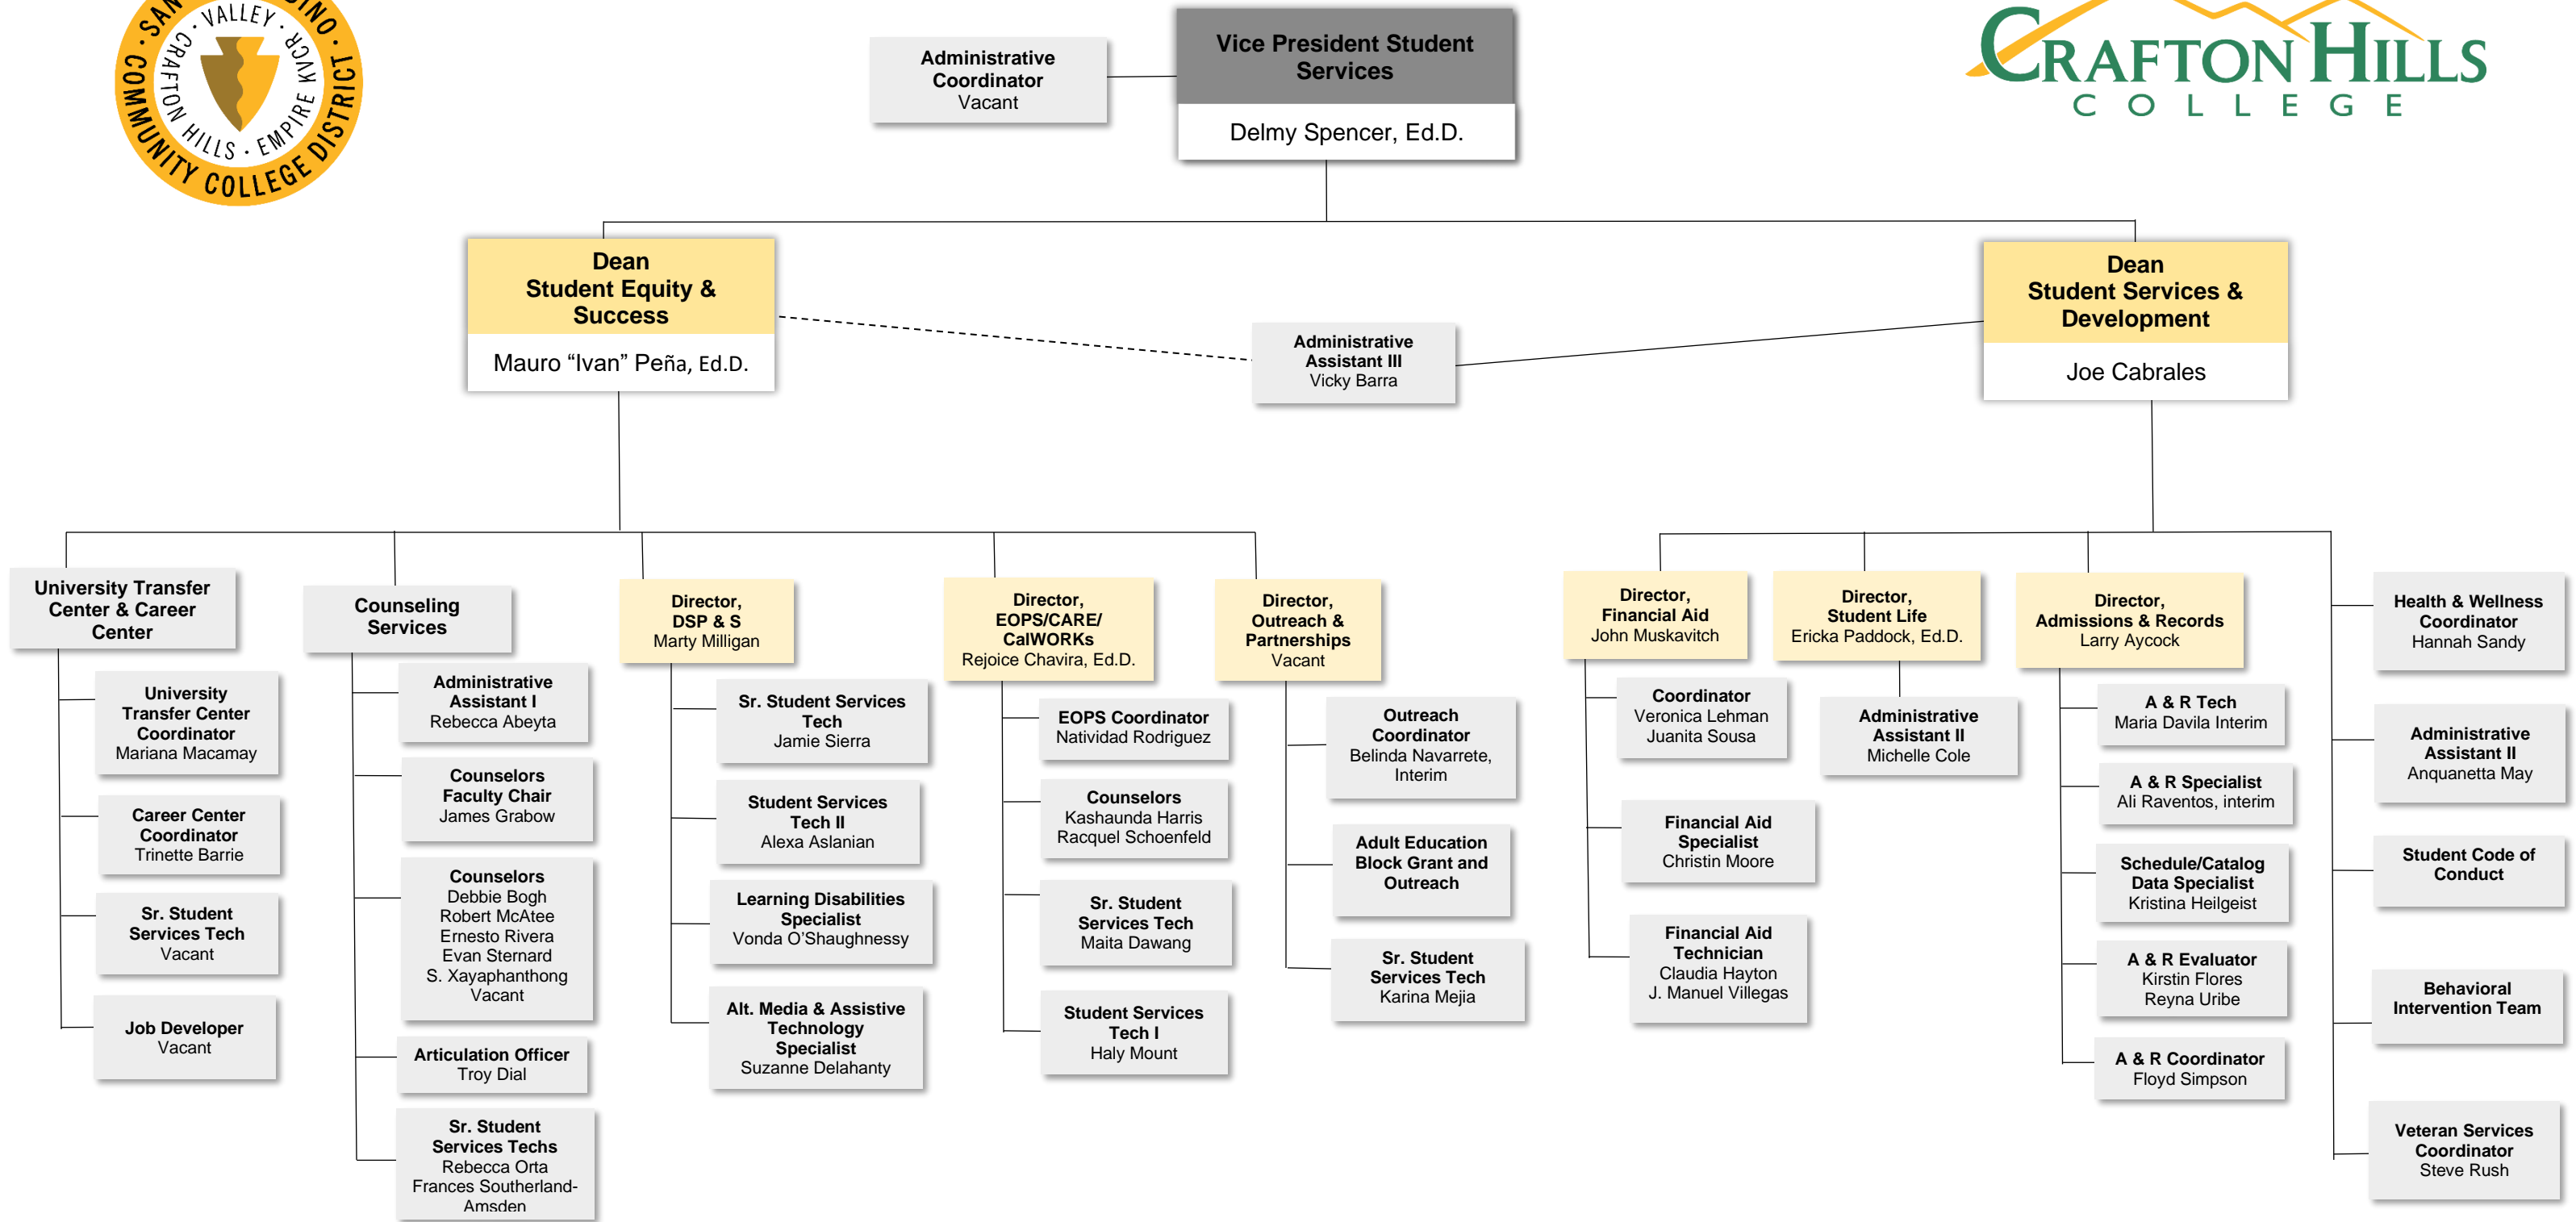 SAN
DINO · COMMUNITY COLLEGE DISTRICT ·
VALLEY · CRAFTON HILLS · EMPIRE KVCR
CRAFTON HILLS
COLLEGE
Administrative
Coordinator
Vacant
Vice President Student
Services
Delmy Spencer, Ed.D.
Dean
Student Equity &
Success
Mauro “Ivan” Peña, Ed.D.
Administrative
Assistant III
Vicky Barra
Dean
Student Services &
Development
Joe Cabrales
University Transfer
Center & Career
Center
University
Transfer Center
Coordinator
Mariana Macamay
Career Center
Coordinator
Trinette Barrie
Sr. Student
Services Tech
Vacant
Job Developer
Vacant
Counseling
Services
Administrative
Assistant I
Rebecca Abeyta
Counselors
Faculty Chair
James Grabow
Counselors
Debbie Bogh
Robert McAtee
Ernesto Rivera
Evan Sternard
S. Xayaphanthong
Vacant
Articulation Officer
Troy Dial
Sr. Student
Services Techs
Rebecca Orta
Frances Southerland-
Amsden
Director,
DSP & S
Marty Milligan
Sr. Student Services
Tech
Jamie Sierra
Student Services
Tech II
Alexa Aslanian
Learning Disabilities
Specialist
Vonda O’Shaughnessy
Alt. Media & Assistive
Technology
Specialist
Suzanne Delahanty
Director,
EOPS/CARE/
CalWORKs
Rejoice Chavira, Ed.D.
EOPS Coordinator
Natividad Rodriguez
Counselors
Kashaunda Harris
Racquel Schoenfeld
Sr. Student
Services Tech
Maita Dawang
Student Services
Tech I
Haly Mount
Director,
Outreach &
Partnerships
Vacant
Outreach
Coordinator
Belinda Navarrete,
Interim
Adult Education
Block Grant and
Outreach
Sr. Student
Services Tech
Karina Mejia
Director,
Financial Aid
John Muskavitch
Coordinator
Veronica Lehman
Juanita Sousa
Financial Aid
Specialist
Christin Moore
Financial Aid
Technician
Claudia Hayton
J. Manuel Villegas
Director,
Student Life
Ericka Paddock, Ed.D.
Administrative
Assistant II
Michelle Cole
Director,
Admissions & Records
Larry Aycock
A & R Tech
Maria Davila Interim
A & R Specialist
Ali Raventos, interim
Schedule/Catalog
Data Specialist
Kristina Heilgeist
A & R Evaluator
Kirstin Flores
Reyna Uribe
A & R Coordinator
Floyd Simpson
Health & Wellness
Coordinator
Hannah Sandy
Administrative
Assistant II
Anquanetta May
Student Code of
Conduct
Behavioral
Intervention Team
Veteran Services
Coordinator
Steve Rush